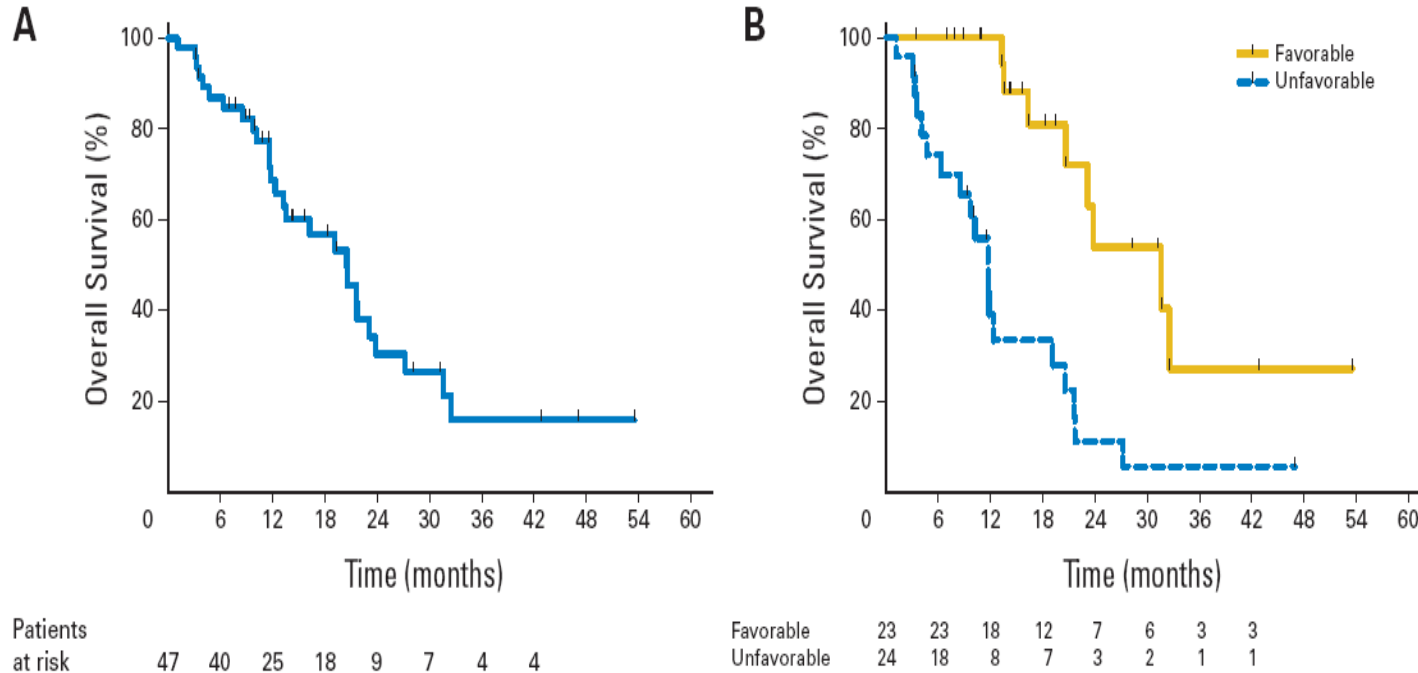 A
Overall Survival (%)
100
80
60
40
20
0 6 12 18 24 30 36 42 48 54 60
Time (months)
Patients
at risk 47 40 25 18 9 7 4 4
B
Overall Survival (%)
100
80
60
40
20
Favorable
Unfavorable
0 6 12 18 24 30 36 42 48 54 60
Time (months)
Favorable 23 23 18 12 7 6 3 3
Unfavorable 24 18 8 7 3 2 1 1